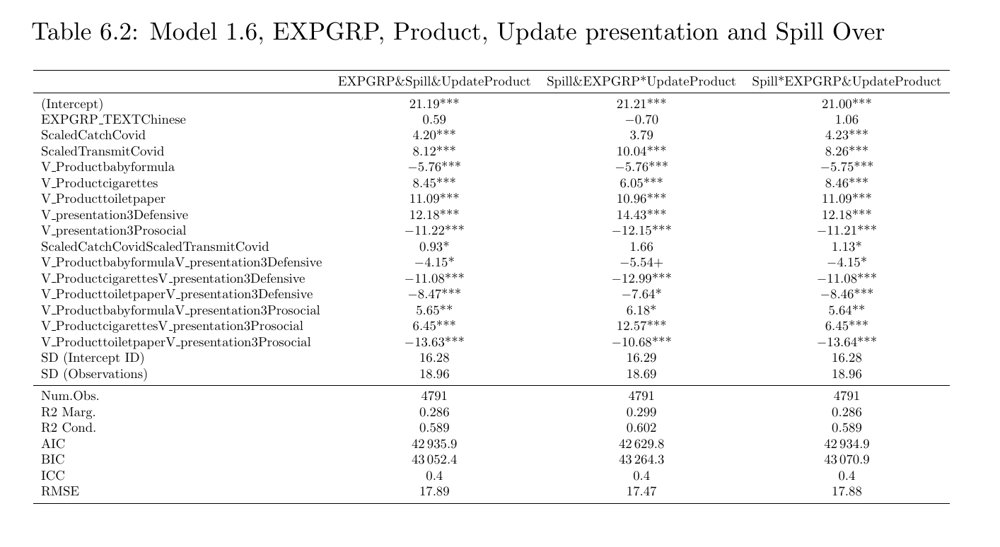 Table 6.2: Model 1.6, EXPGRP, Product, Update presentation and Spill Over
EXPGRP&Spill&UpdateProduct Spill&EXPGRP*UpdateProduct Spill*EXPGRP&UpdateProduct
(Intercept) 21.19*** 21.21*** 21.00***
EXPGRP_TEXTChinese 0.59 −0.70 1.06
ScaledCatchCovid 4.20*** 3.79 4.23***
ScaledTransmitCovid 8.12*** 10.04*** 8.26***
V_Productbabyformula −5.76*** −5.76*** −5.75***
V_Productcigarettes 8.45*** 6.05*** 8.46***
V_Producttoiletpaper 11.09*** 10.96*** 11.09***
V_presentation3Defensive 12.18*** 14.43*** 12.18***
V_presentation3Prosocial −11.22*** −12.15*** −11.21***
ScaledCatchCovidScaledTransmitCovid 0.93* 1.66 1.13*
V_ProductbabyformulaV_presentation3Defensive −4.15* −5.54+ −4.15*
V_ProductcigarettesV_presentation3Defensive −11.08*** −12.99*** −11.08***
V_ProducttoiletpaperV_presentation3Defensive −8.47*** −7.64* −8.46***
V_ProductbabyformulaV_presentation3Prosocial 5.65** 6.18* 5.64**
V_ProductcigarettesV_presentation3Prosocial 6.45*** 12.57*** 6.45***
V_ProducttoiletpaperV_presentation3Prosocial −13.63*** −10.68*** −13.64***
SD (Intercept ID) 16.28 16.29 16.28
SD (Observations) 18.96 18.69 18.96
Num.Obs. 4791 4791 4791
R2 Marg. 0.286 0.299 0.286
R2 Cond. 0.589 0.602 0.589
AIC 42 935.9 42 629.8 42 934.9
BIC 43 052.4 43 264.3 43 070.9
ICC 0.4 0.4 0.4
RMSE 17.89 17.47 17.88